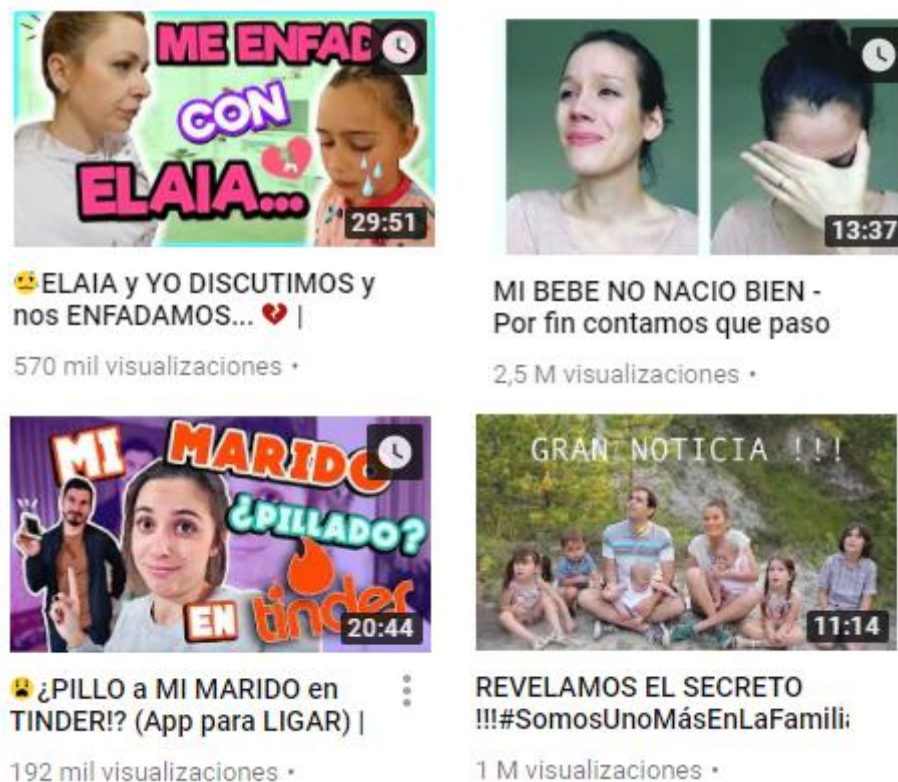 ME ENFADO
CON
ELAIA...
29:51
😓ELAIA y YO DISCUTIMOS y
nos ENFADAMOS... 💔 |
570 mil visualizaciones •
13:37
MI BEBE NO NACIO BIEN -
Por fin contamos que paso
2,5 M visualizaciones •
MI MARIDO
¿PILLADO?
EN tinder
20:44
😫¿PILLO a MI MARIDO en
TINDER!? (App para LIGAR) |
192 mil visualizaciones •
GRAN NOTICIA !!!
11:14
REVELAMOS EL SECRETO
!!!#SomosUnoMásEnLaFamili
1 M visualizaciones •